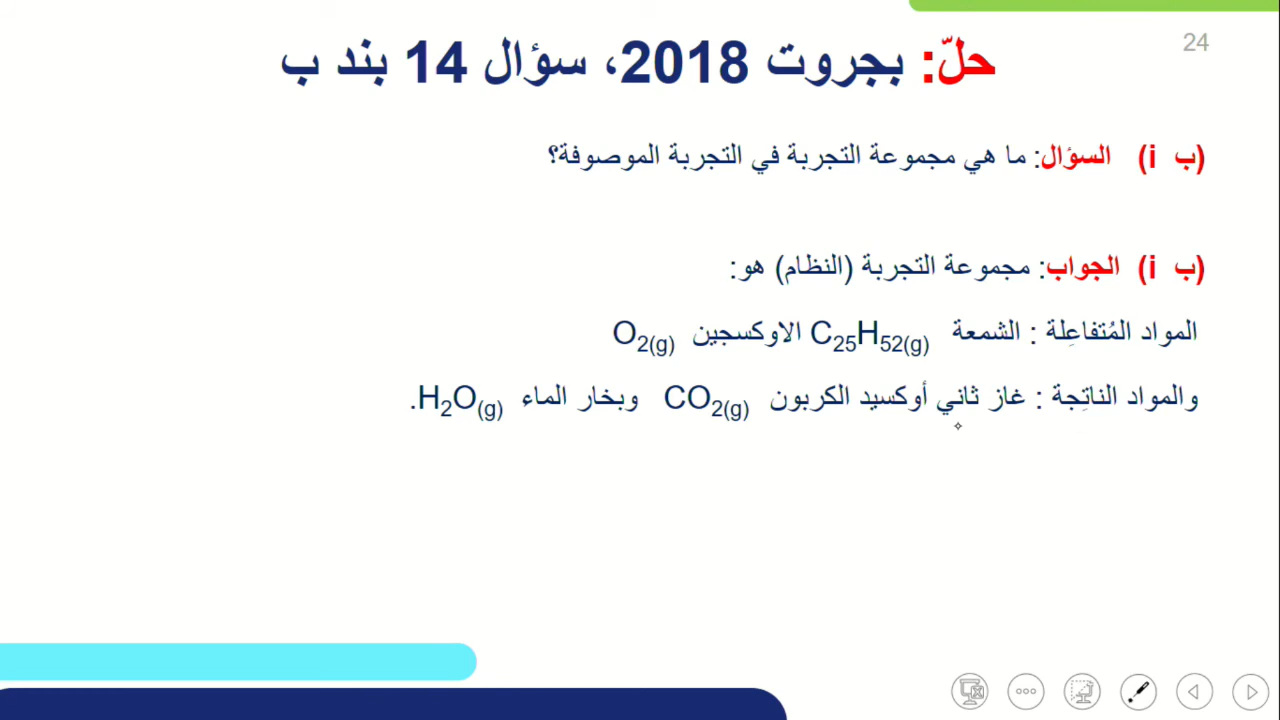 24
حلّ: بجروت 2018، سؤال 14 بند ب
(ب i) السؤال: ما هي مجموعة التجربة في التجربة الموصوفة؟
(ب i) الجواب: مجموعة التجربة (النظام) هو:
المواد المُتفاعِلة : الشمعة C₂₅H₅₂(g) الاوكسجين O₂(g)
والمواد الناتِجة : غاز ثاني أوكسيد الكربون CO₂(g) وبخار الماء H₂O(g).